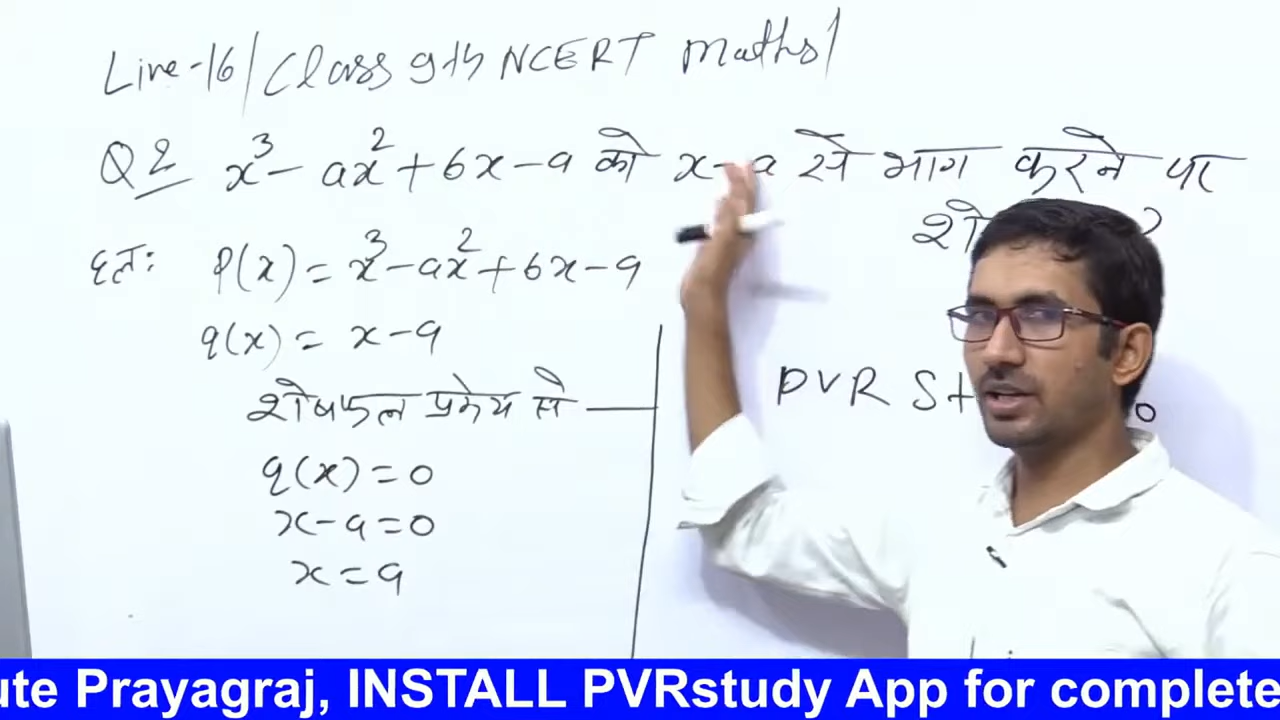 Live-16/Class 9th NCERT Maths/
Q2 x³ - ax² + 6x - a को x - a से भाग करने पर
हल: p(x) = x³ - ax² + 6x - a
q(x) = x - a
शेषफल प्रमेय से
q(x) = 0
x - a = 0
x = a
PVR
ute Prayagraj, INSTALL PVRstudy App for complete